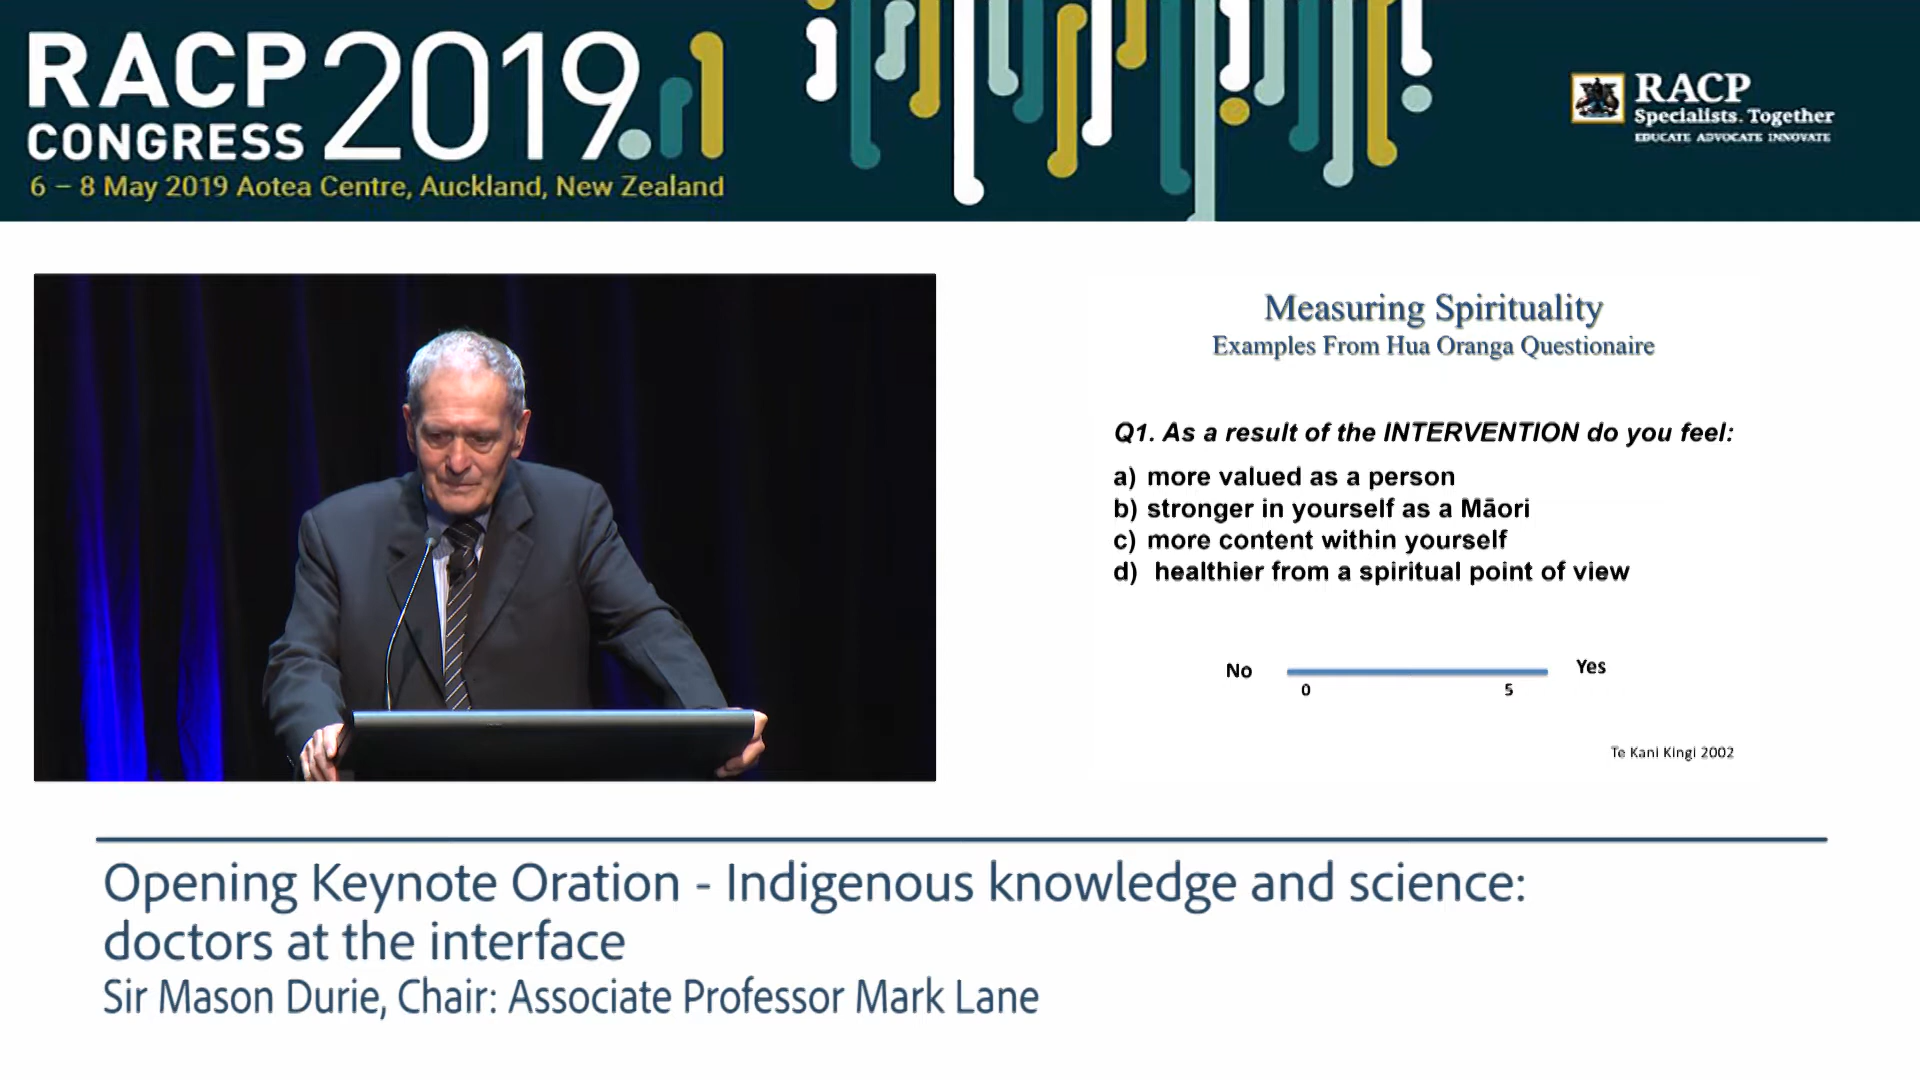 RACP
CONGRESS
2019
6 – 8 May 2019 Aotea Centre, Auckland, New Zealand
RACP
Specialists. Together
EDUCATE ADVOCATE INNOVATE
Measuring Spirituality
Examples From Hua Oranga Questionaire
Q1. As a result of the INTERVENTION do you feel:
a) more valued as a person
b) stronger in yourself as a Māori
c) more content within yourself
d) healthier from a spiritual point of view
No
Yes
0
5
Te Kani Kingi 2002
Opening Keynote Oration - Indigenous knowledge and science:
doctors at the interface
Sir Mason Durie, Chair: Associate Professor Mark Lane